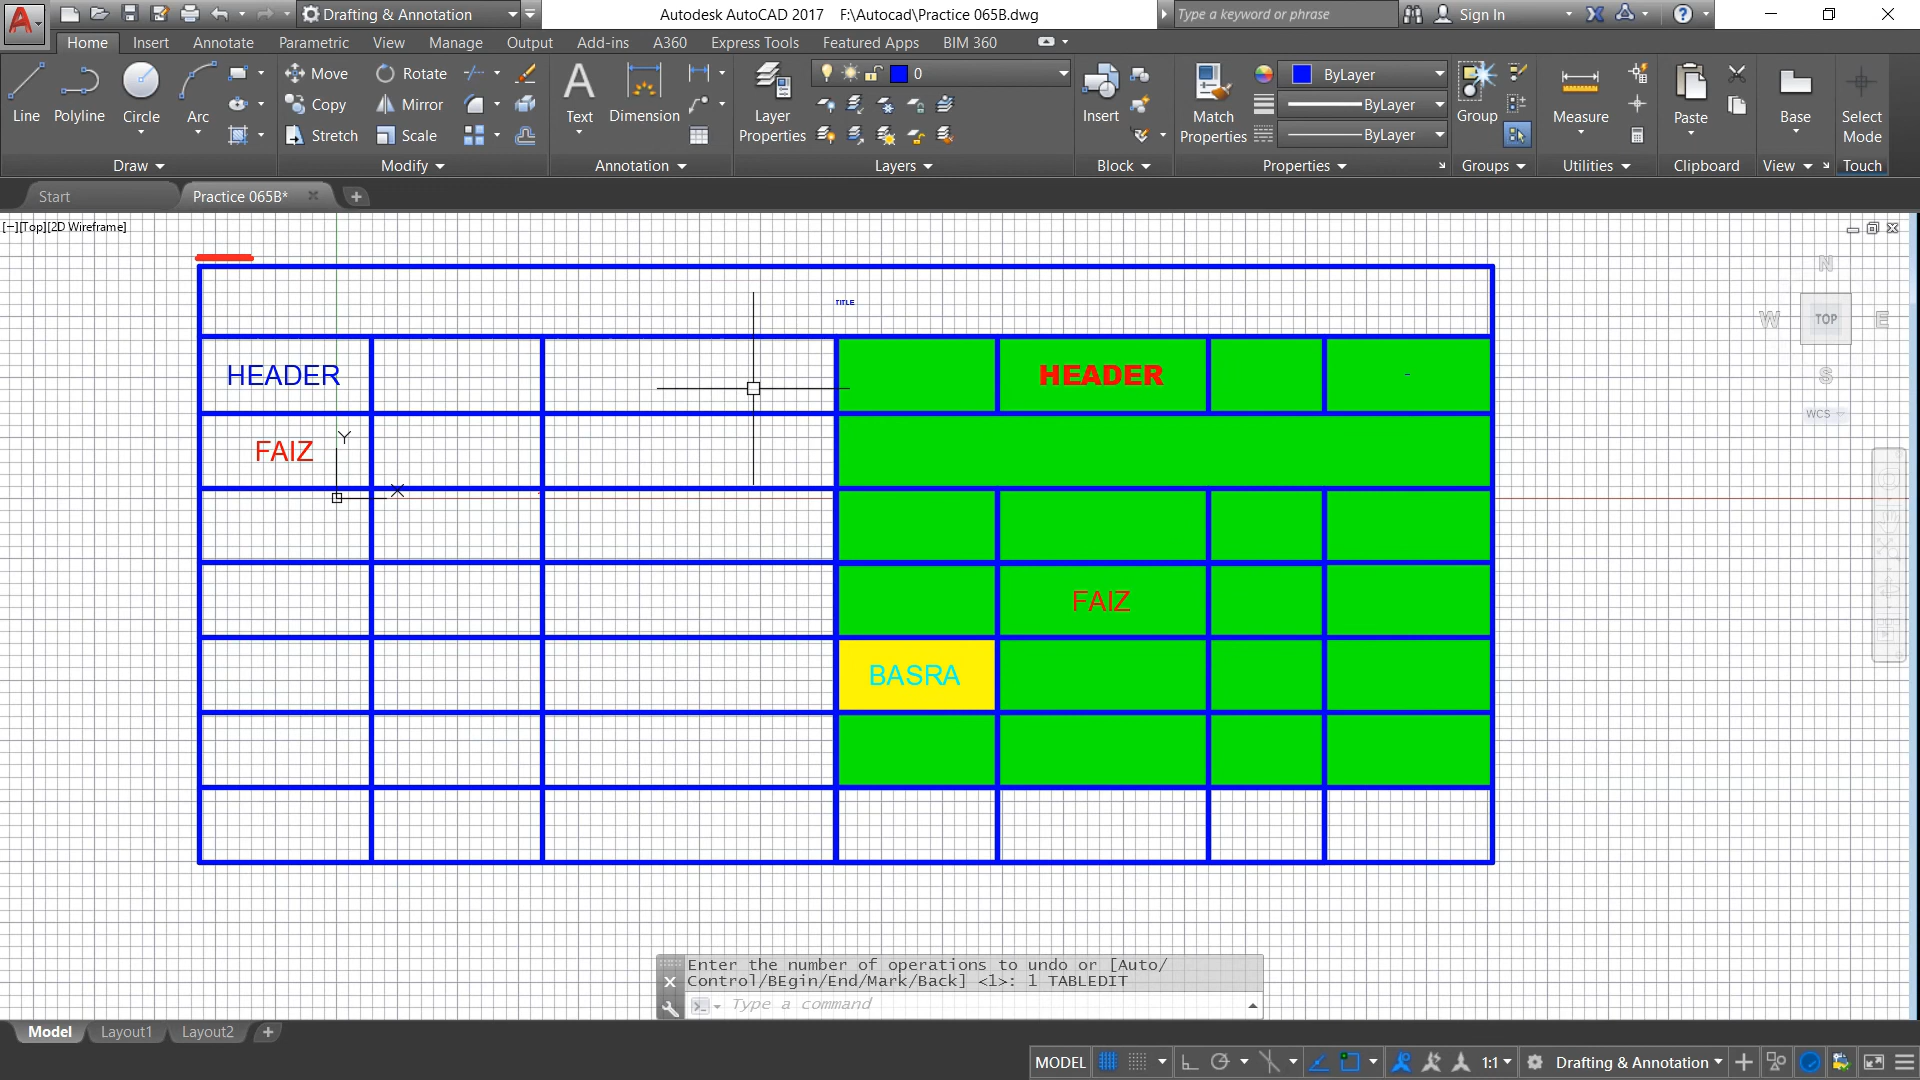 Drafting & Annotation
Autodesk AutoCAD 2017 F:\Autocad\Practice 065B.dwg
Type a keyword or phrase
Sign In
Home Insert Annotate Parametric View Manage Output Add-ins A360 Express Tools Featured Apps BIM 360
Line
Polyline
Circle
Arc
Move
Rotate
Copy
Mirror
Stretch
Scale
Text
Dimension
Layer
Properties
0
Insert
Match
Properties
ByLayer
ByLayer
ByLayer
Group
Measure
Paste
Base
Select
Mode
Draw Modify Annotation Layers Block Properties Groups Utilities Clipboard View Touch
Start
Practice 065B*
[−][Top][2D Wireframe]
N
W TOP E
S
WCS
TITLE
HEADER HEADER
FAIZ
Y
X
FAIZ
BASRA
Enter the number of operations to undo or [Auto/
Control/BEgin/End/Mark/Back] <1>: 1 TABLEDIT
Type a command
Model Layout1 Layout2
MODEL
1:1
Drafting & Annotation